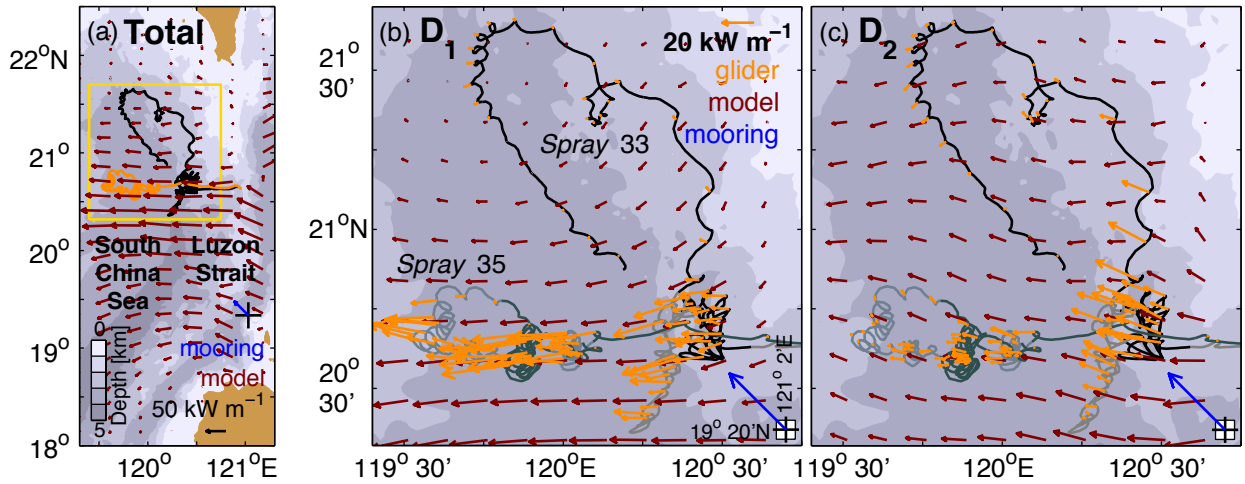 (a) Total
22°N
21°
20°
19°
18°
South
China
Sea
Luzon
Strait
0
Depth [km]
5
mooring
model
50 kW m⁻¹
120°
121°E
(b) D₁
20 kW m⁻¹
glider
model
mooring
Spray 33
Spray 35
21°
30’
21°N
20°
30’
19° 20’N
121° 2’E
119° 30’
120°E
120° 30’
(c) D₂
119° 30’
120°E
120° 30’